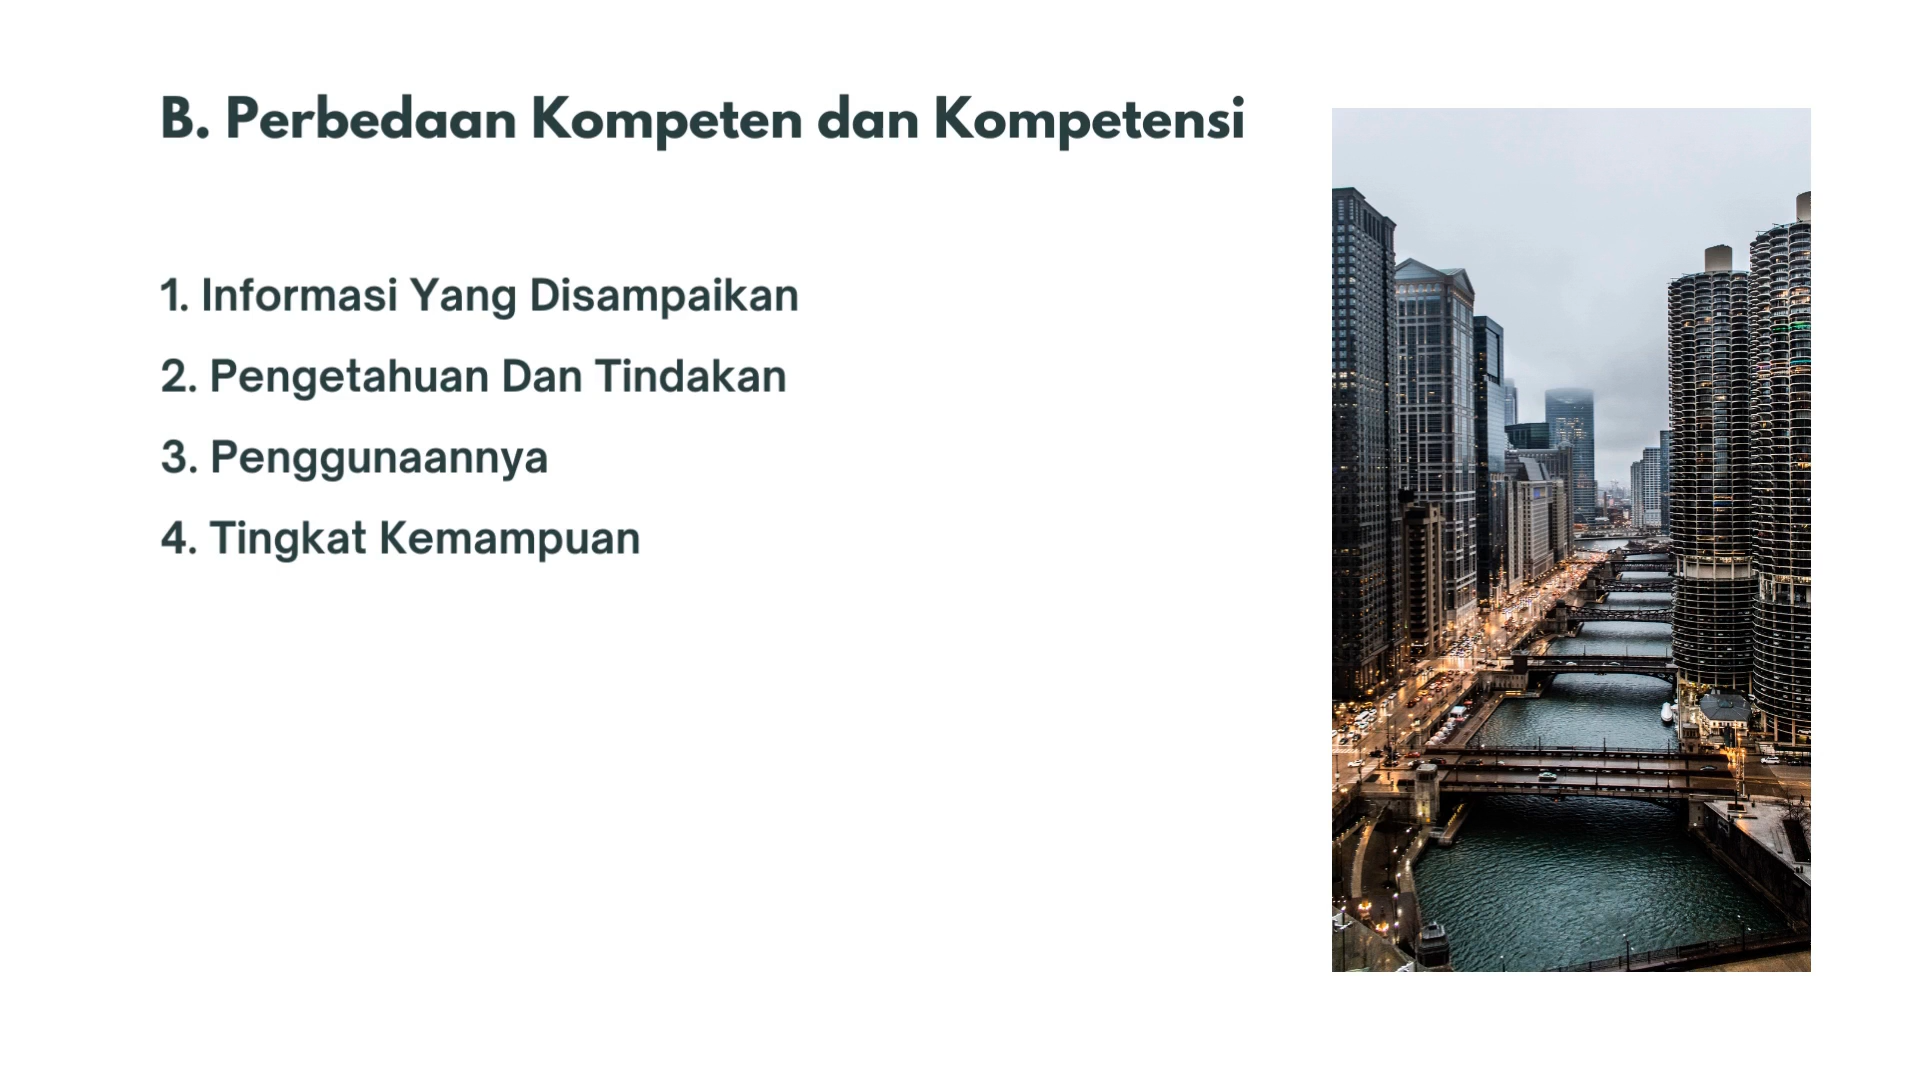 B. Perbedaan Kompeten dan Kompetensi
1. Informasi Yang Disampaikan
2. Pengetahuan Dan Tindakan
3. Penggunaannya
4. Tingkat Kemampuan